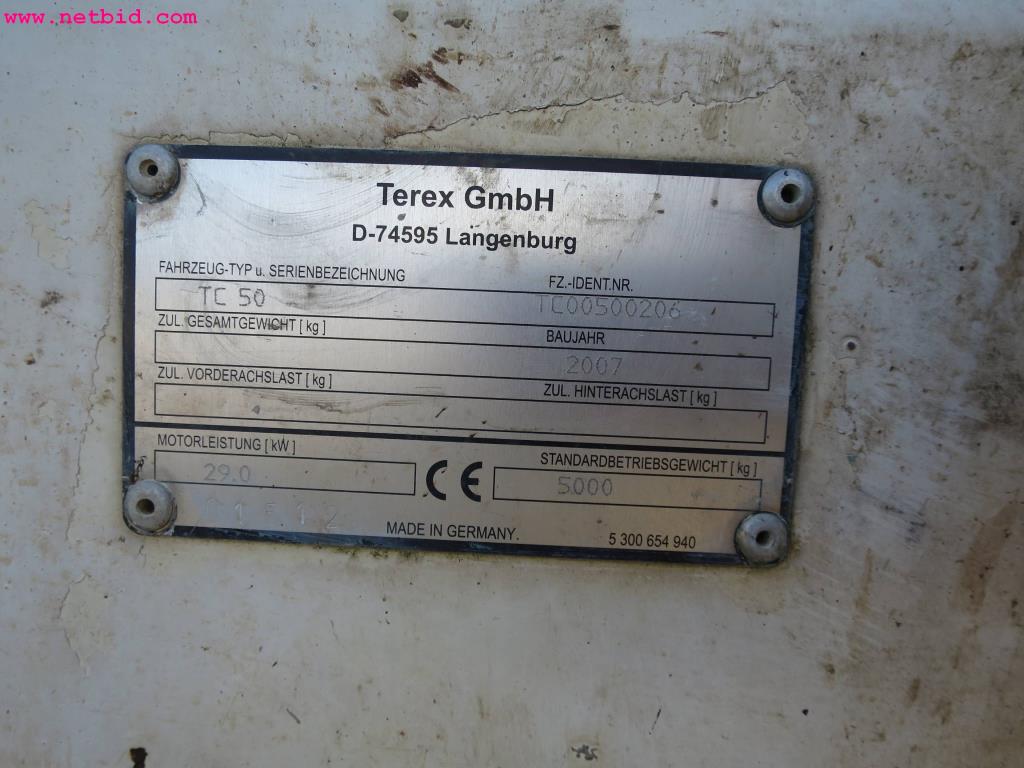 www.netbid.com
Terex GmbH
D-74595 Langenburg
FAHRZEUG-TYP u. SERIENBEZEICHNUNG FZ.-IDENT.NR.
TC 50 TC00500206
ZUL. GESAMTGEWICHT [ kg ] BAUJAHR
2007
ZUL. VORDERACHSLAST [ kg ] ZUL. HINTERACHSLAST [ kg ]
MOTORLEISTUNG [ kW ] STANDARDBETRIEBSGEWICHT [ kg ]
29.0 CE 5000
MADE IN GERMANY. 5 300 654 940